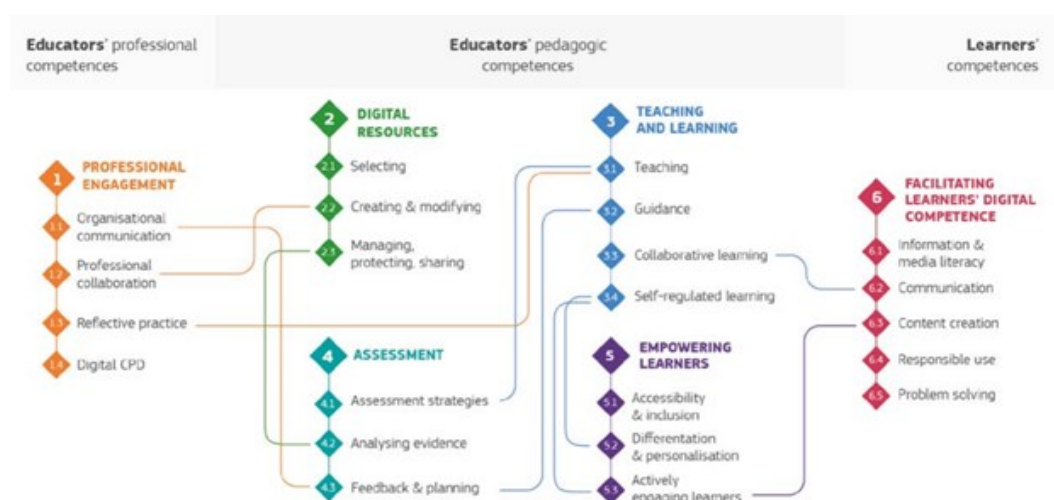 Educators' professional
competences
Educators' pedagogic
competences
Learners'
competences
1
PROFESSIONAL
ENGAGEMENT
1.1
Organisational
communication
1.2
Professional
collaboration
1.3
Reflective practice
1.4
Digital CPD
2
DIGITAL
RESOURCES
2.1
Selecting
2.2
Creating & modifying
2.3
Managing,
protecting, sharing
3
TEACHING
AND LEARNING
3.1
Teaching
3.2
Guidance
3.3
Collaborative learning
3.4
Self-regulated learning
4
ASSESSMENT
4.1
Assessment strategies
4.2
Analysing evidence
4.3
Feedback & planning
5
EMPOWERING
LEARNERS
5.1
Accessibility
& inclusion
5.2
Differentation
& personalisation
5.3
Actively
engaging learners
6
FACILITATING
LEARNERS' DIGITAL
COMPETENCE
6.1
Information &
media literacy
6.2
Communication
6.3
Content creation
6.4
Responsible use
6.5
Problem solving